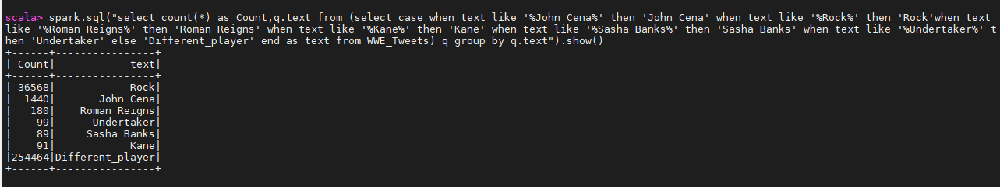 scala> spark.sql("select count(*) as Count,q.text from (select case when text like '%John Cena%' then 'John Cena' when text like '%Rock%' then 'Rock'when text
like '%Roman Reigns%' then 'Roman Reigns' when text like '%Kane%' then 'Kane' when text like '%Sasha Banks%' then 'Sasha Banks' when text like '%Undertaker%' t
hen 'Undertaker' else 'Different_player' end as text from WWE_Tweets) q group by q.text").show()
+------+----------------+
| Count|            text|
+------+----------------+
| 36568|            Rock|
|  1440|       John Cena|
|   180|    Roman Reigns|
|    99|      Undertaker|
|    89|     Sasha Banks|
|    91|            Kane|
|254464|Different_player|
+------+----------------+